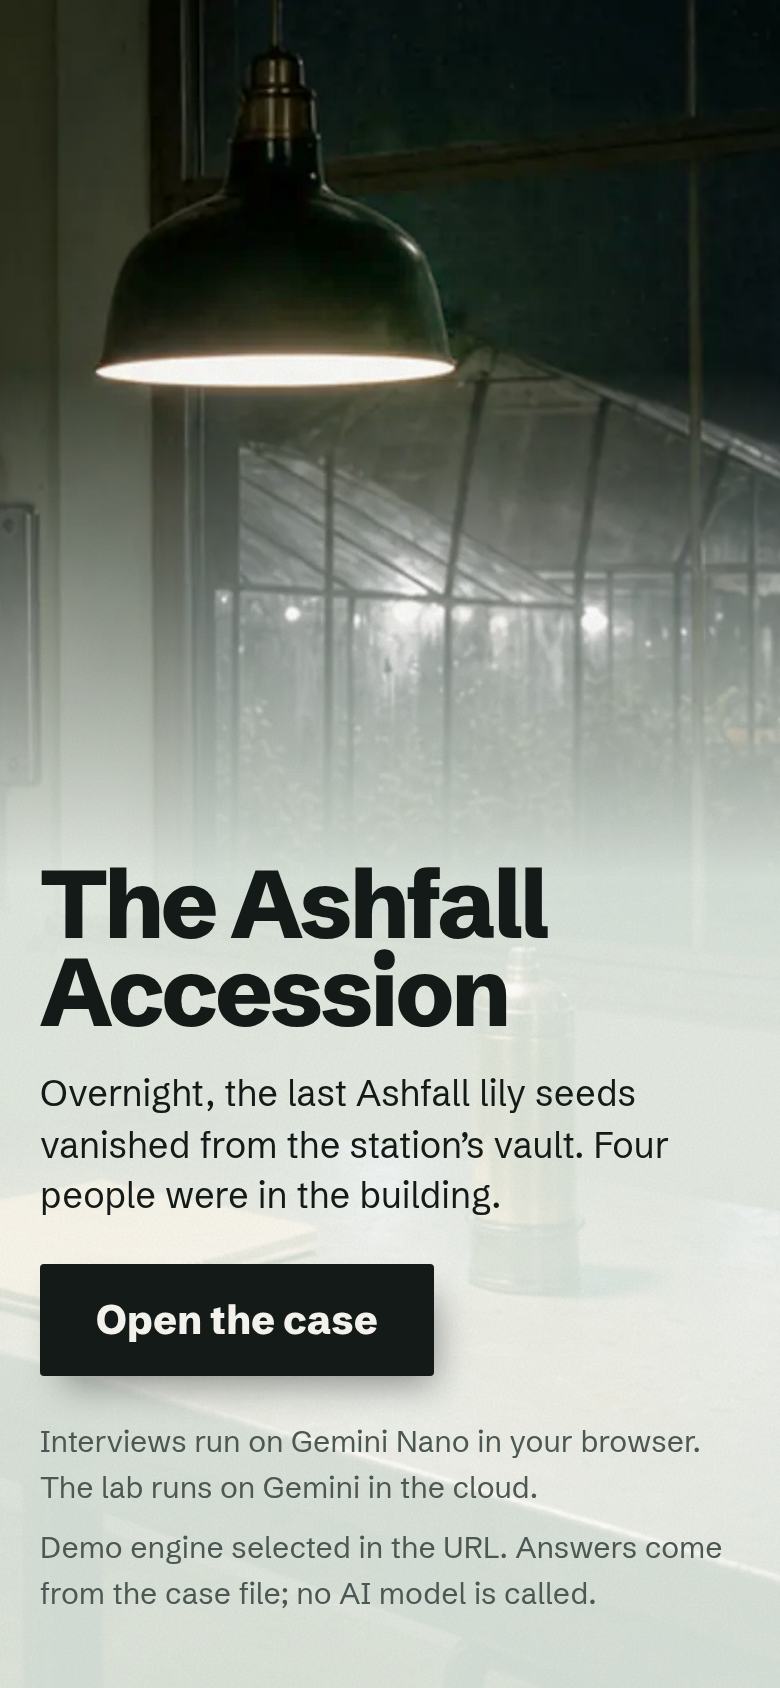 The Ashfall
Accession
Overnight, the last Ashfall lily seeds
vanished from the station’s vault. Four
people were in the building.
Open the case
Interviews run on Gemini Nano in your browser.
The lab runs on Gemini in the cloud.
Demo engine selected in the URL. Answers come
from the case file; no AI model is called.